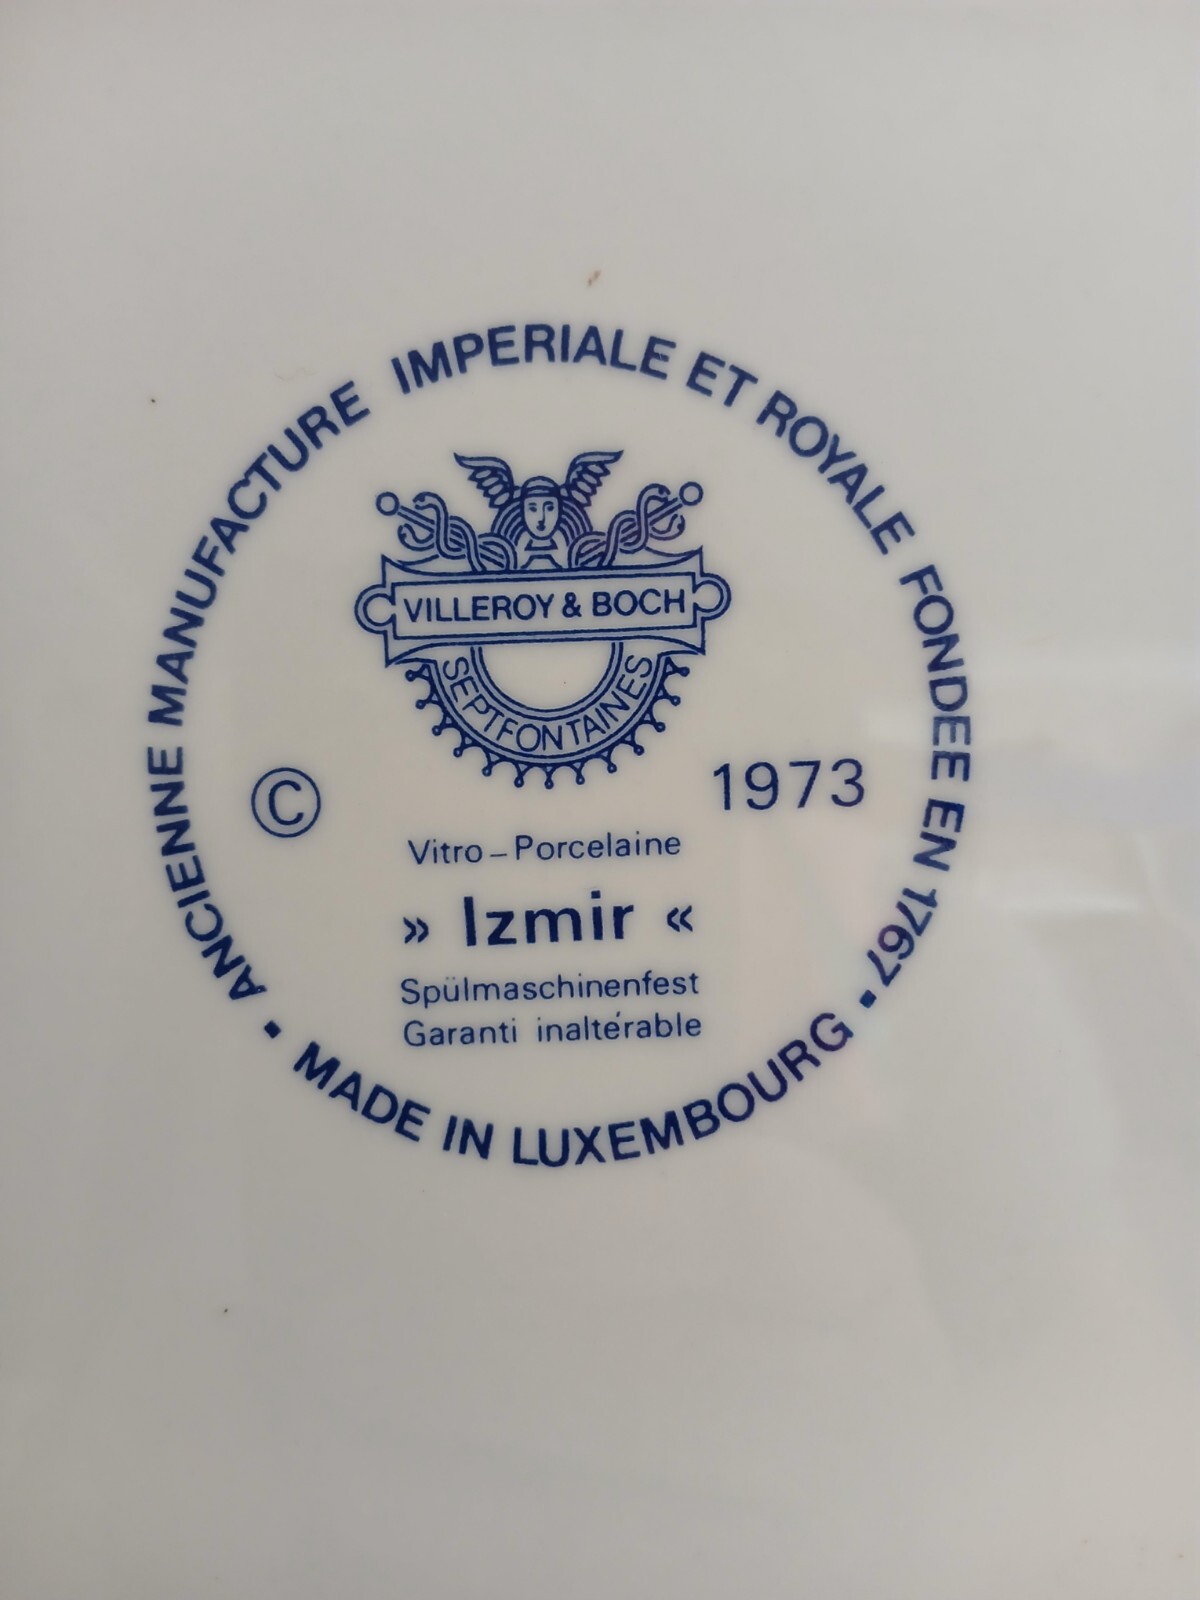 ANCIENNE MANUFACTURE IMPERIALE ET ROYALE FONDEE EN 1767
VILLEROY & BOCH
SEPTFONTAINES
© 1973
Vitro – Porcelaine
» Izmir «
Spülmaschinenfest
Garanti inaltérable
• MADE IN LUXEMBOURG •